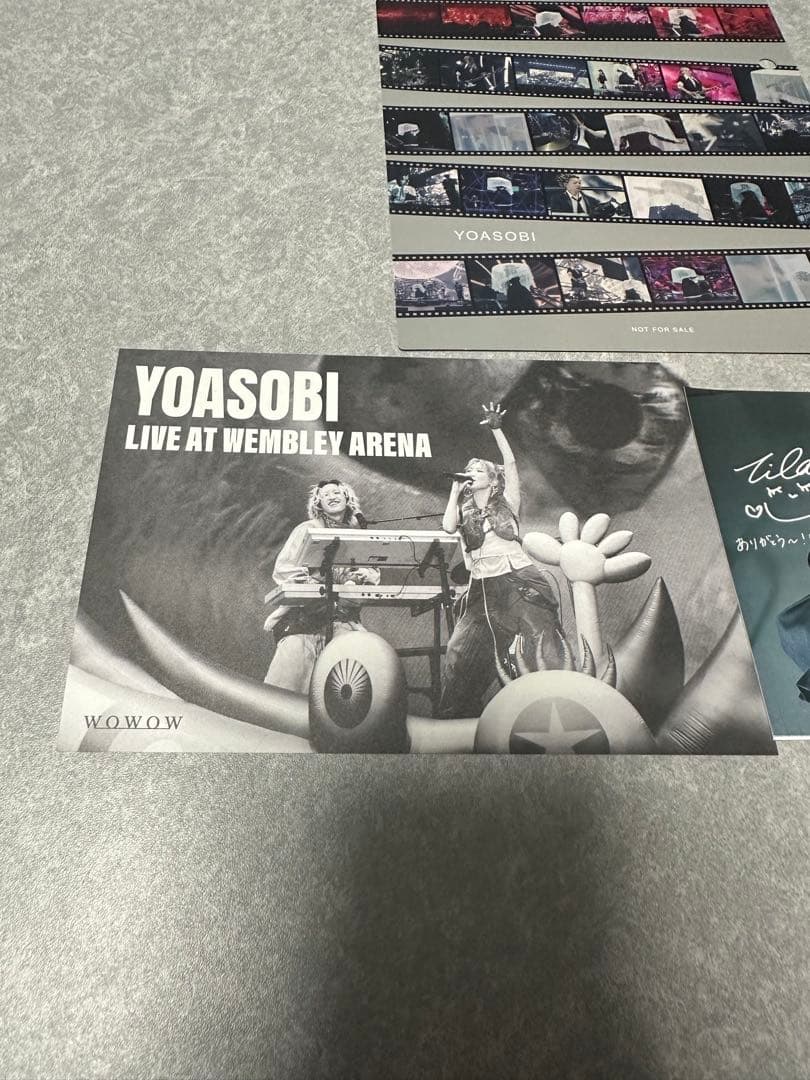 YOASOBI
NOT FOR SALE
YOASOBI
LIVE AT WEMBLEY ARENA
ありがとう〜!
WOWOW